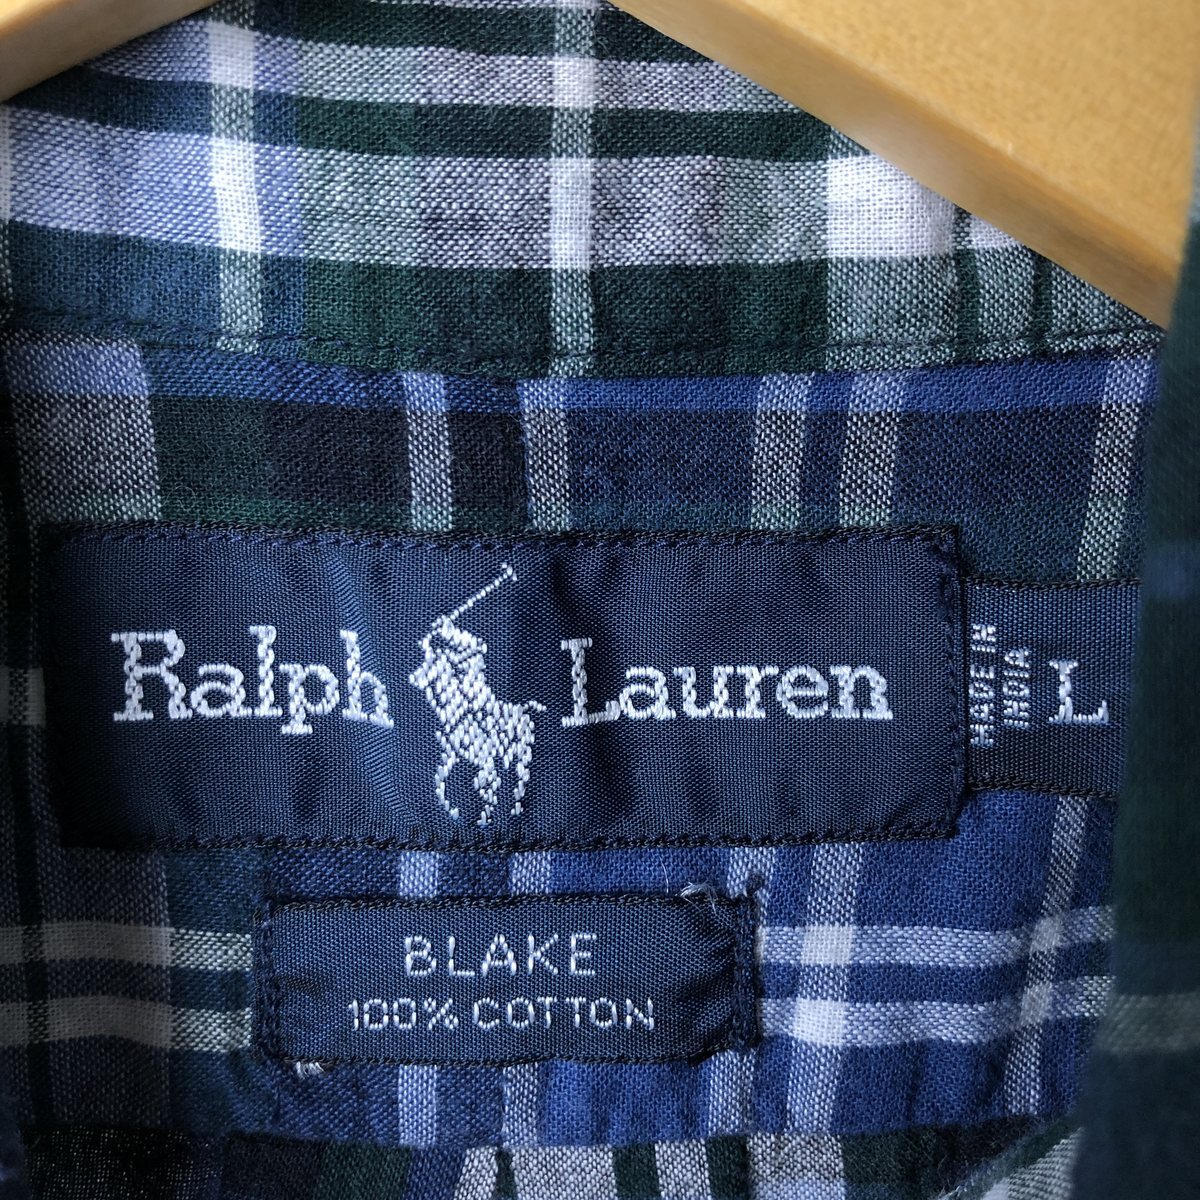 Ralph Lauren
MADE IN
INDIA
L
BLAKE
100% COTTON